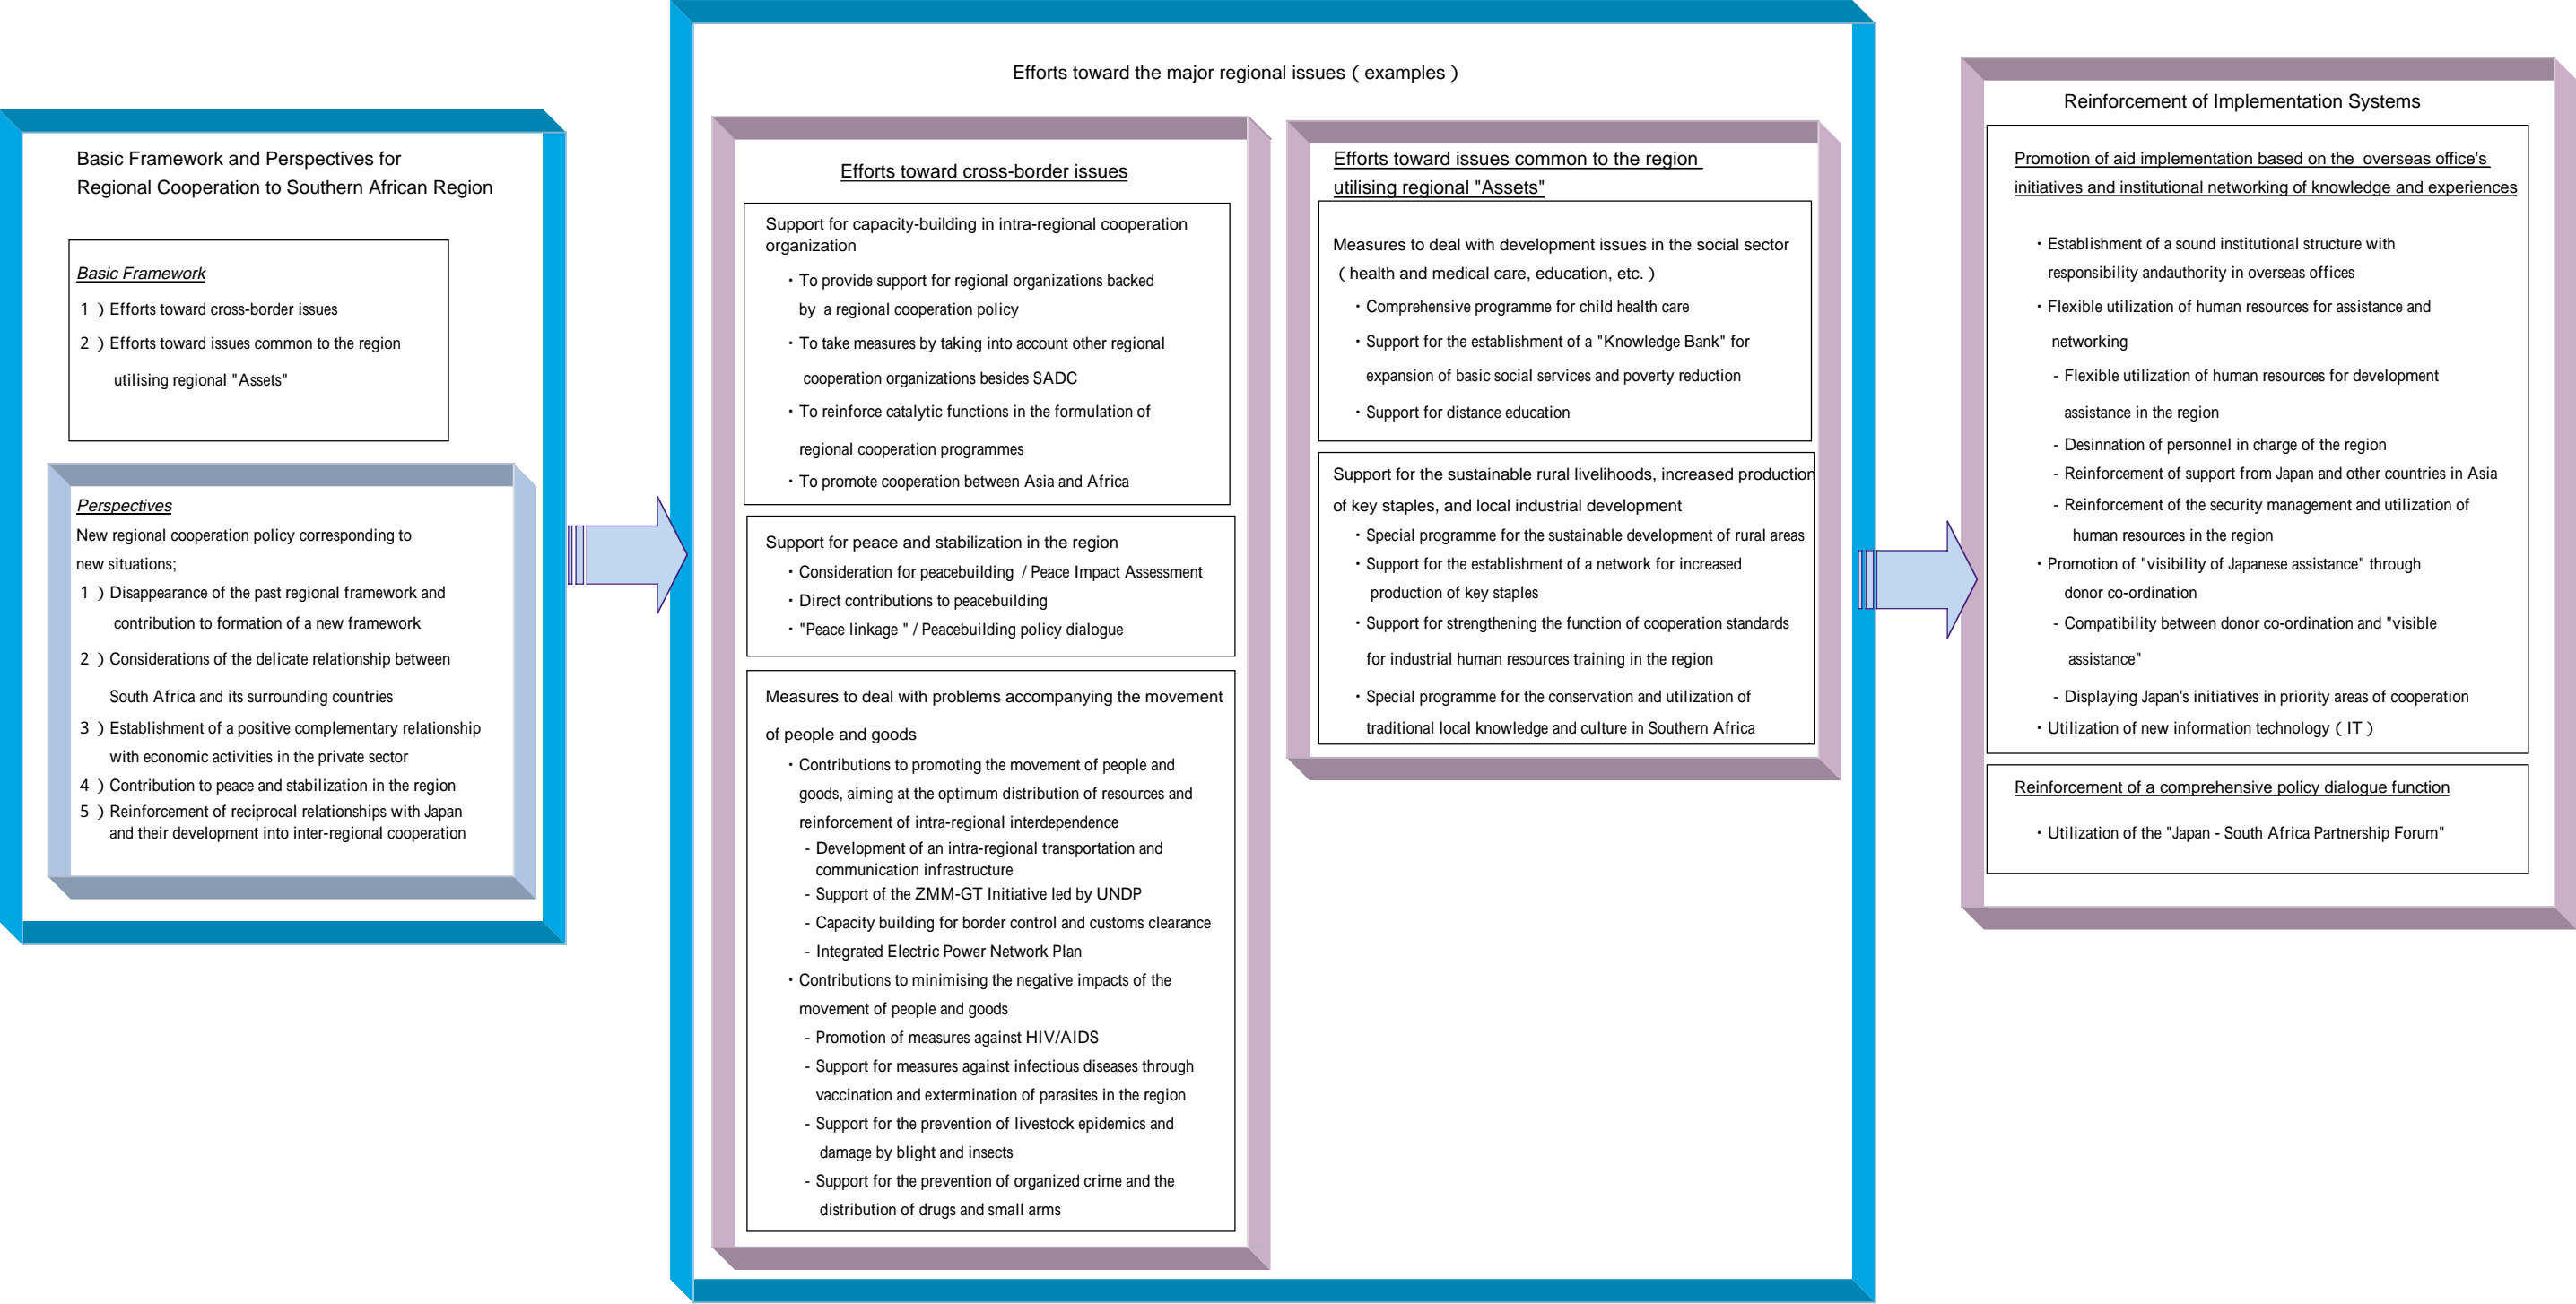 Basic Framework and Perspectives for
Regional Cooperation to Southern African Region
Basic Framework
1 ) Efforts toward cross-border issues
2 ) Efforts toward issues common to the region
utilising regional "Assets"
Perspectives
New regional cooperation policy corresponding to
new situations;
1 ) Disappearance of the past regional framework and
contribution to formation of a new framework
2 ) Considerations of the delicate relationship between
South Africa and its surrounding countries
3 ) Establishment of a positive complementary relationship
with economic activities in the private sector
4 ) Contribution to peace and stabilization in the region
5 ) Reinforcement of reciprocal relationships with Japan
and their development into inter-regional cooperation
Efforts toward the major regional issues ( examples )
Efforts toward cross-border issues
Support for capacity-building in intra-regional cooperation
organization
・To provide support for regional organizations backed
by a regional cooperation policy
・To take measures by taking into account other regional
cooperation organizations besides SADC
・To reinforce catalytic functions in the formulation of
regional cooperation programmes
・To promote cooperation between Asia and Africa
Support for peace and stabilization in the region
・Consideration for peacebuilding / Peace Impact Assessment
・Direct contributions to peacebuilding
・"Peace linkage " / Peacebuilding policy dialogue
Measures to deal with problems accompanying the movement
of people and goods
・Contributions to promoting the movement of people and
goods, aiming at the optimum distribution of resources and
reinforcement of intra-regional interdependence
- Development of an intra-regional transportation and
communication infrastructure
- Support of the ZMM-GT Initiative led by UNDP
- Capacity building for border control and customs clearance
- Integrated Electric Power Network Plan
・Contributions to minimising the negative impacts of the
movement of people and goods
- Promotion of measures against HIV/AIDS
- Support for measures against infectious diseases through
vaccination and extermination of parasites in the region
- Support for the prevention of livestock epidemics and
damage by blight and insects
- Support for the prevention of organized crime and the
distribution of drugs and small arms
Efforts toward issues common to the region
utilising regional "Assets"
Measures to deal with development issues in the social sector
( health and medical care, education, etc. )
・Comprehensive programme for child health care
・Support for the establishment of a "Knowledge Bank" for
expansion of basic social services and poverty reduction
・Support for distance education
Support for the sustainable rural livelihoods, increased production
of key staples, and local industrial development
・Special programme for the sustainable development of rural areas
・Support for the establishment of a network for increased
production of key staples
・Support for strengthening the function of cooperation standards
for industrial human resources training in the region
・Special programme for the conservation and utilization of
traditional local knowledge and culture in Southern Africa
Reinforcement of Implementation Systems
Promotion of aid implementation based on the overseas office's
initiatives and institutional networking of knowledge and experiences
・Establishment of a sound institutional structure with
responsibility andauthority in overseas offices
・Flexible utilization of human resources for assistance and
networking
- Flexible utilization of human resources for development
assistance in the region
- Desinnation of personnel in charge of the region
- Reinforcement of support from Japan and other countries in Asia
- Reinforcement of the security management and utilization of
human resources in the region
・Promotion of "visibility of Japanese assistance" through
donor co-ordination
- Compatibility between donor co-ordination and "visible
assistance"
- Displaying Japan's initiatives in priority areas of cooperation
・Utilization of new information technology ( IT )
Reinforcement of a comprehensive policy dialogue function
・Utilization of the "Japan - South Africa Partnership Forum"